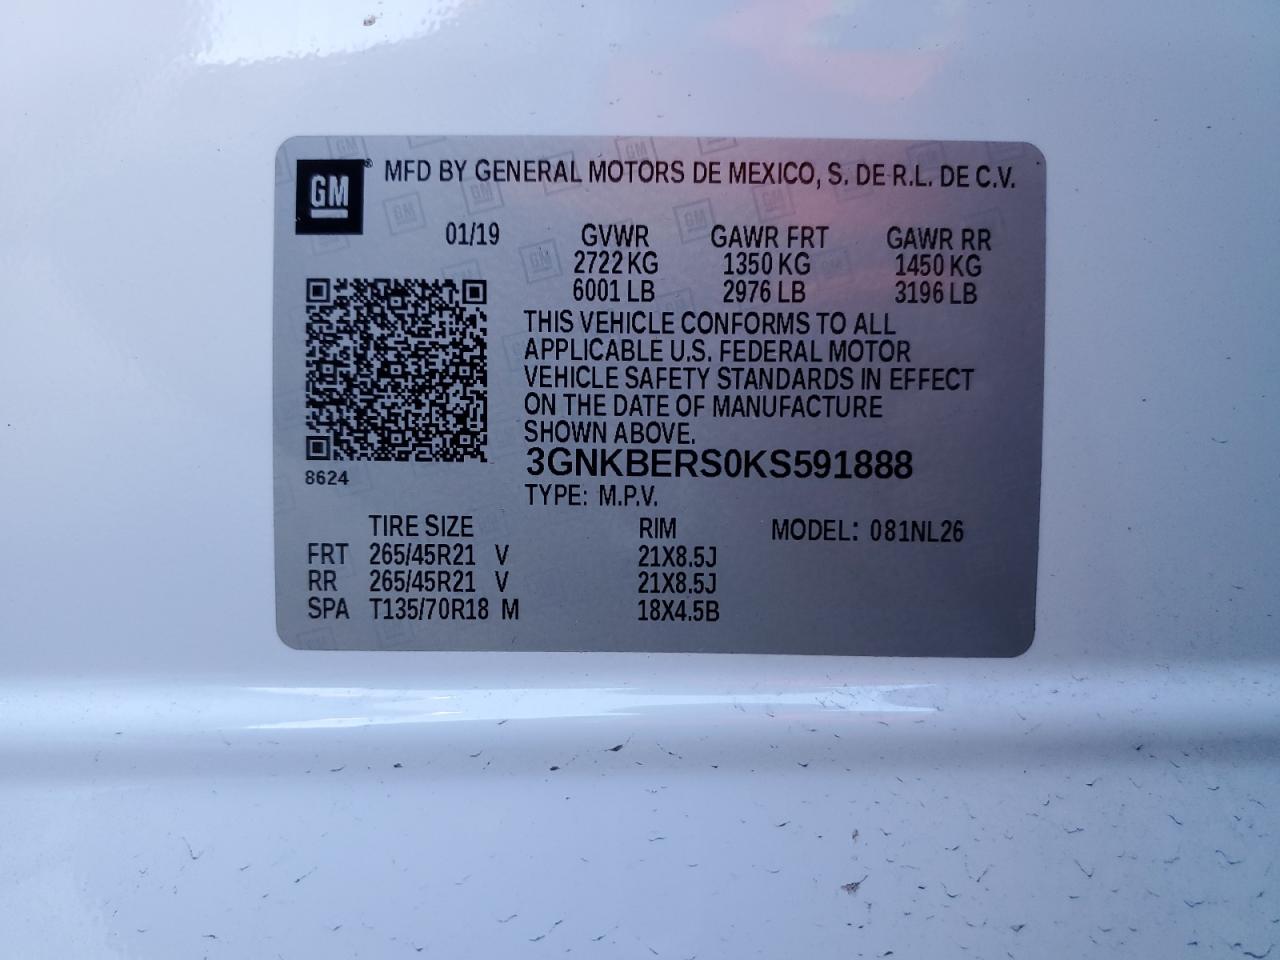 GM® MFD BY GENERAL MOTORS DE MEXICO, S. DE R.L. DE C.V.
01/19 GVWR GAWR FRT GAWR RR
2722 KG 1350 KG 1450 KG
6001 LB 2976 LB 3196 LB
THIS VEHICLE CONFORMS TO ALL
APPLICABLE U.S. FEDERAL MOTOR
VEHICLE SAFETY STANDARDS IN EFFECT
ON THE DATE OF MANUFACTURE
SHOWN ABOVE.
3GNKBERS0KS591888
8624
TYPE: M.P.V.
TIRE SIZE RIM MODEL: 081NL26
FRT 265/45R21 V 21X8.5J
RR 265/45R21 V 21X8.5J
SPA T135/70R18 M 18X4.5B